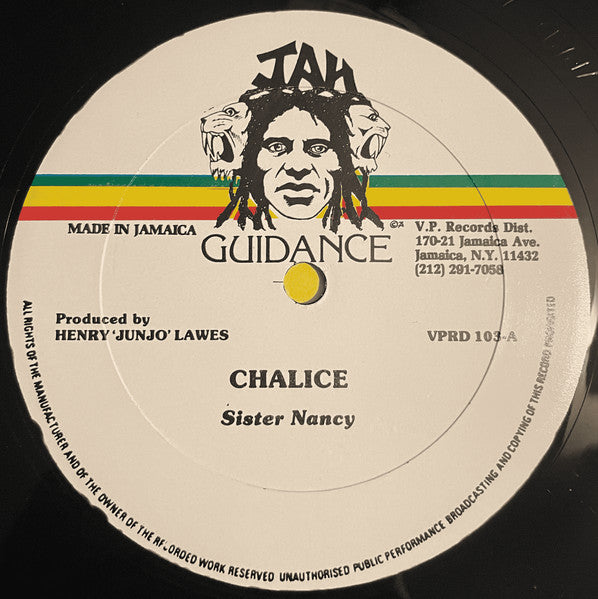 JAH
GUIDANCE
MADE IN JAMAICA
V.P. Records Dist.
170-21 Jamaica Ave.
Jamaica, N.Y. 11432
(212) 291-7058
Produced by
HENRY 'JUNJO' LAWES
VPRD 103-A
CHALICE
Sister Nancy
ALL RIGHTS OF THE MANUFACTURER AND OF THE OWNER OF THE RECORDED WORK RESERVED UNAUTHORISED PUBLIC PERFORMANCE BROADCASTING AND COPYING OF THIS RECORD PROHIBITED